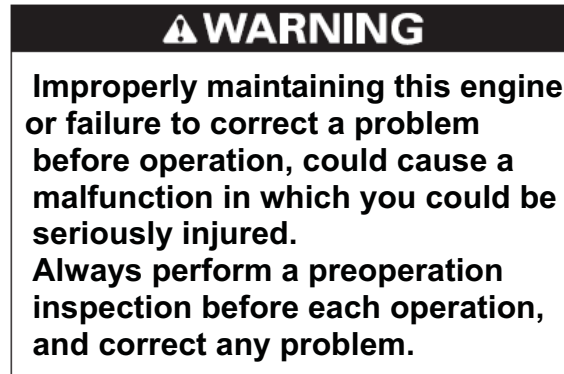 WARNING
Improperly maintaining this engine
or failure to correct a problem
before operation, could cause a
malfunction in which you could be
seriously injured.
Always perform a preoperation
inspection before each operation,
and correct any problem.